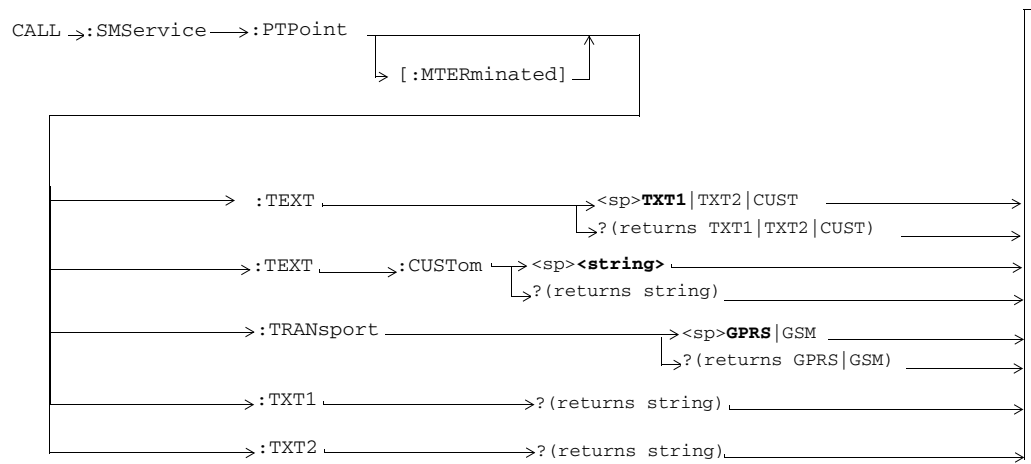 CALL :SMService :PTPoint
[:MTERminated]
:TEXT <sp>TXT1|TXT2|CUST
?(returns TXT1|TXT2|CUST)
:TEXT :CUSTom <sp><string>
?(returns string)
:TRANsport <sp>GPRS|GSM
?(returns GPRS|GSM)
:TXT1 ?(returns string)
:TXT2 ?(returns string)